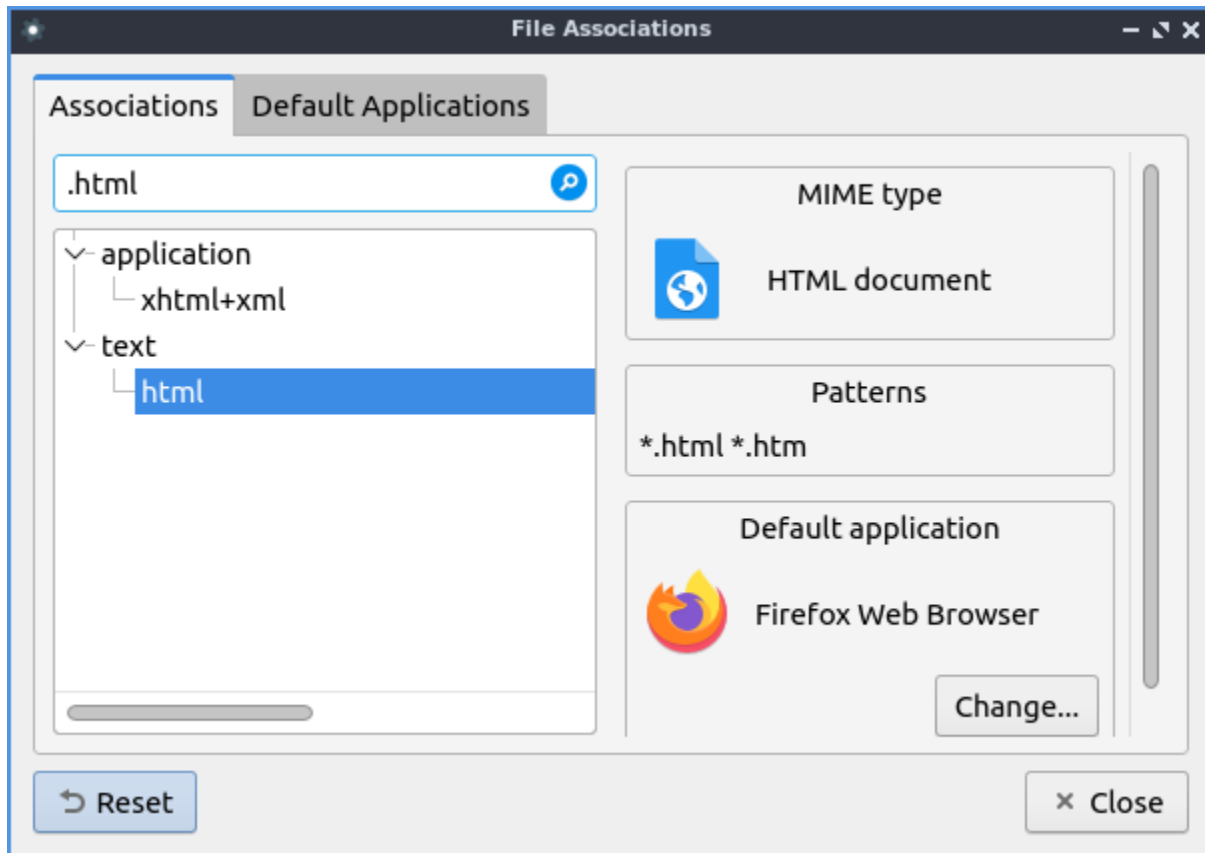 File Associations
Associations
Default Applications
.html
application
xhtml+xml
text
html
MIME type
HTML document
Patterns
*.html *.htm
Default application
Firefox Web Browser
Change...
Reset
Close